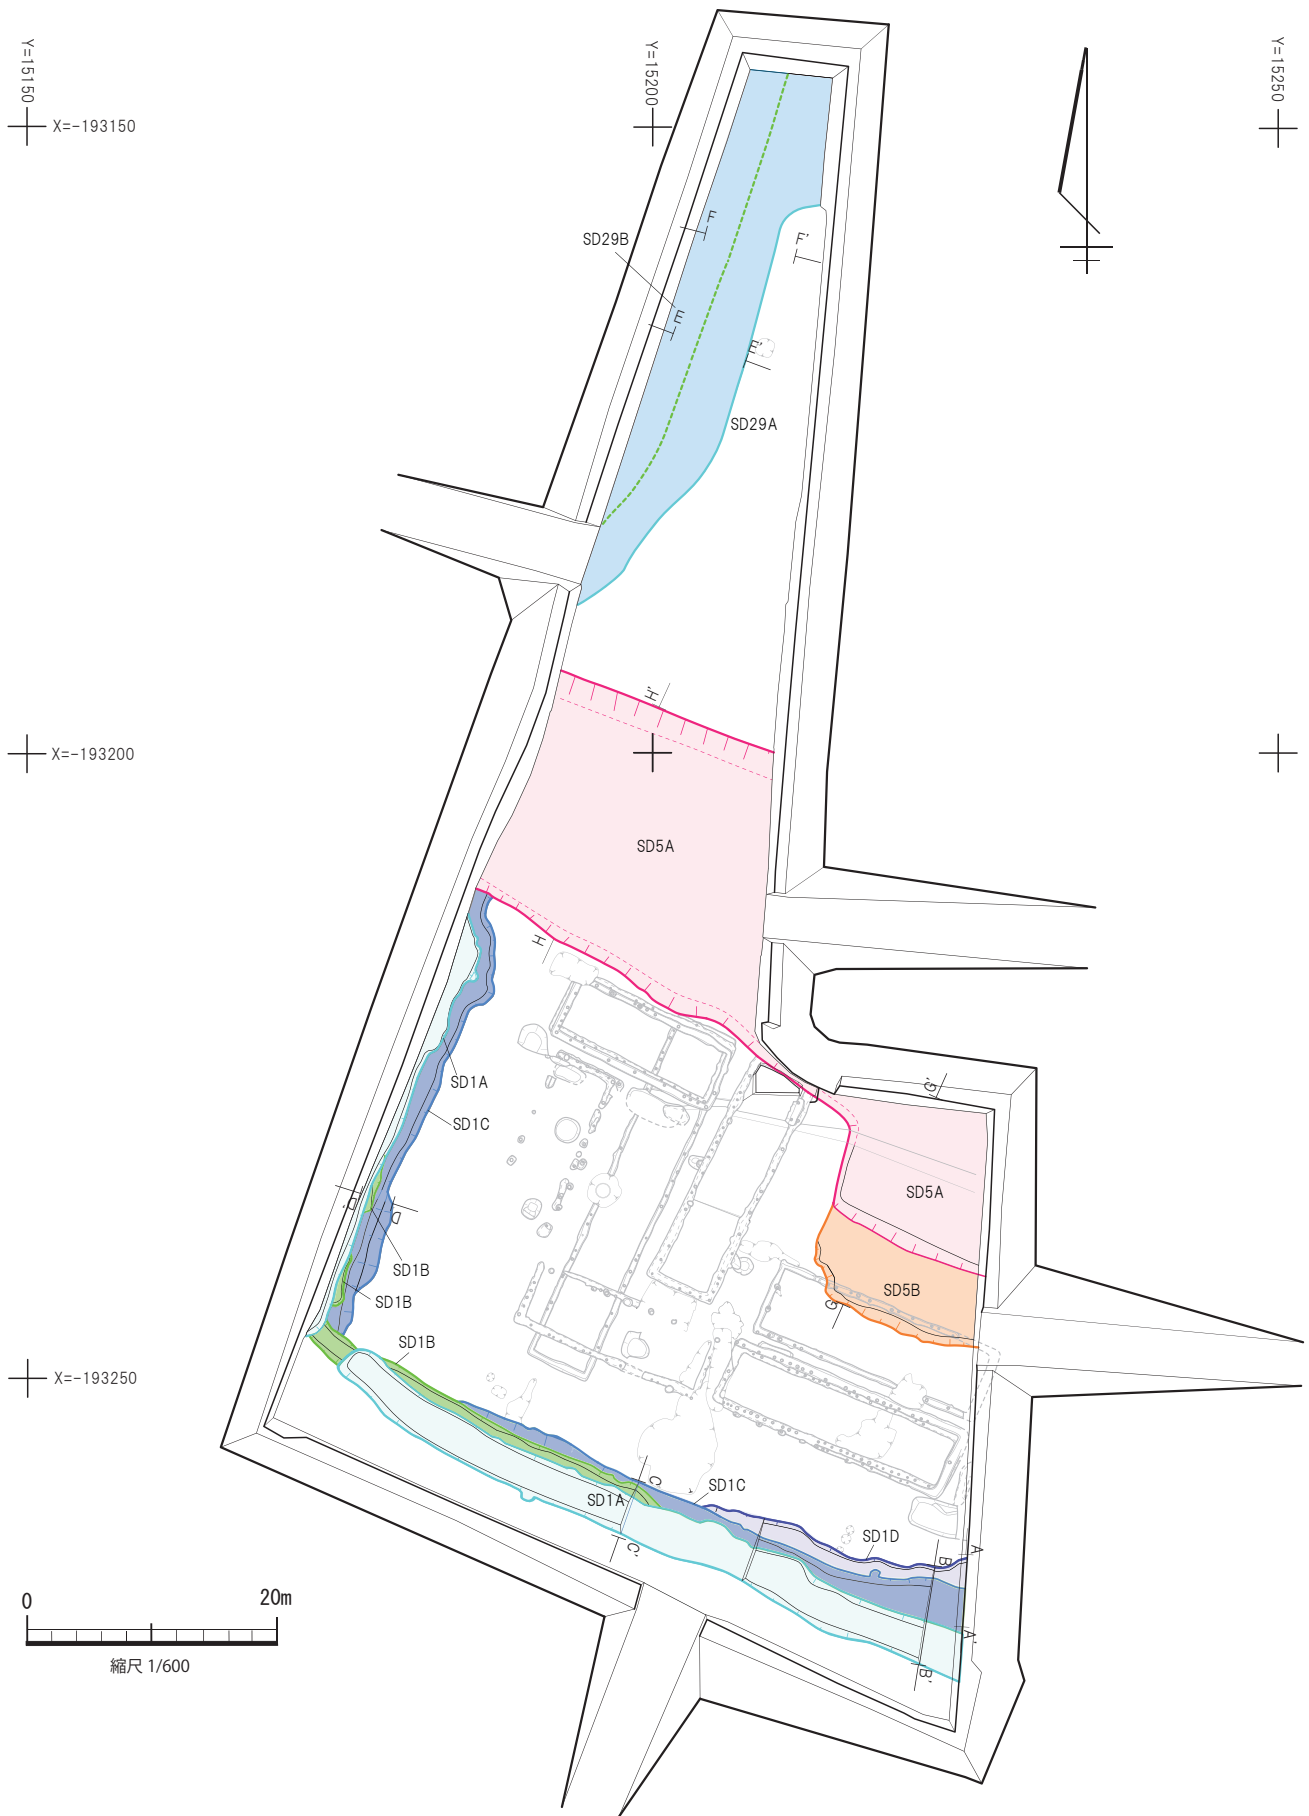 Y=15150
Y=15200
Y=15250
X=-193150
F
F'
SD29B
E
E'
SD29A
H'
X=-193200
SD5A
H
SD1A
SD1C
G'
SD5A
D'
D
SD1B
SD1B
SD5B
G
SD1B
X=-193250
C
SD1C
SD1A
C'
SD1D
A
B
A'
B'
0
20m
縮尺 1/600